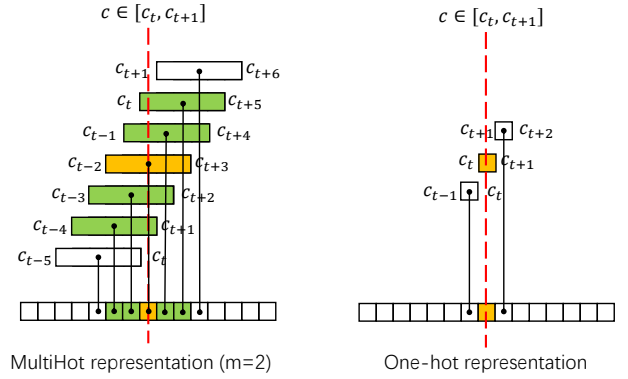 c ∈ [c_t, c_{t+1}]
c_{t+1} c_{t+6}
c_t c_{t+5}
c_{t-1} c_{t+4}
c_{t-2} c_{t+3}
c_{t-3} c_{t+2}
c_{t-4} c_{t+1}
c_{t-5} c_t
MultiHot representation (m=2)
c ∈ [c_t, c_{t+1}]
c_{t+1} c_{t+2}
c_t c_{t+1}
c_{t-1} c_t
One-hot representation